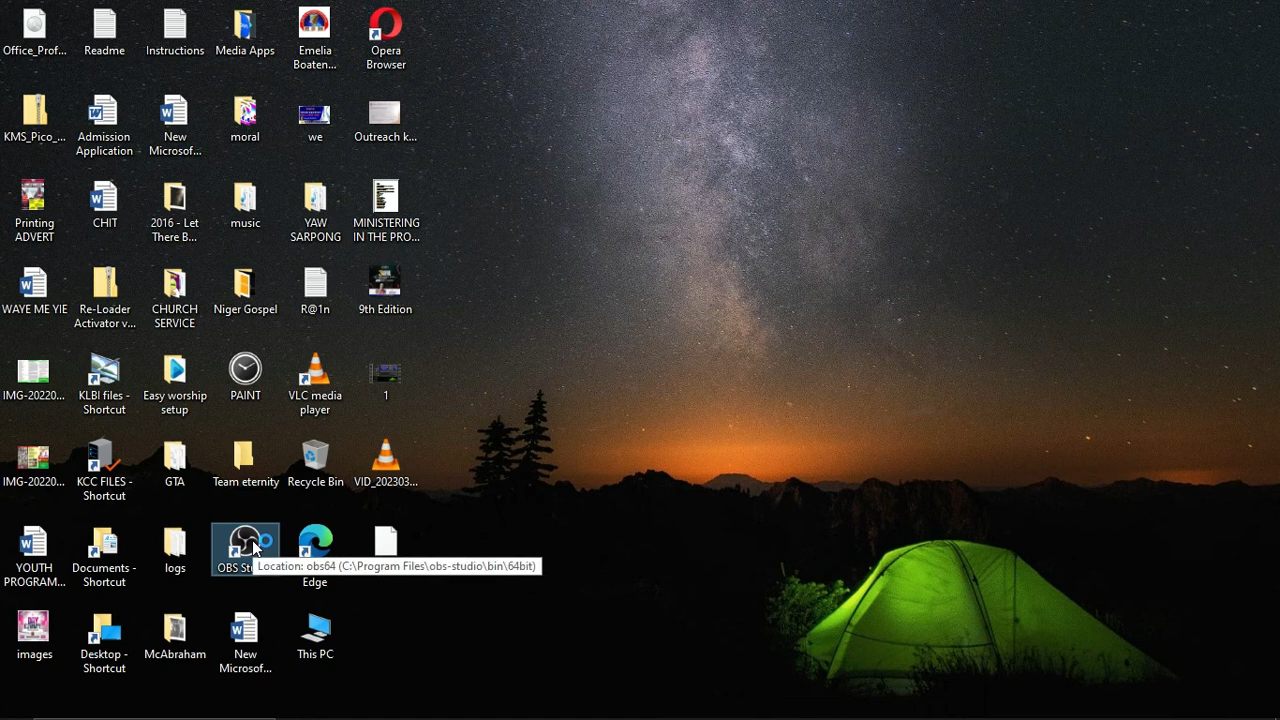 Office_Prof...
Readme
Instructions
Media Apps
Emelia
Boaten...
Opera
Browser
KMS_Pico_...
Admission
Application
New
Microsof...
moral
we
Outreach k...
Printing
ADVERT
CHIT
2016 - Let
There B...
music
YAW
SARPONG
MINISTERING
IN THE PRO...
WAYE ME YIE
Re-Loader
Activator v...
CHURCH
SERVICE
Niger Gospel
R@1n
9th Edition
IMG-20220...
KLBI files -
Shortcut
Easy worship
setup
PAINT
VLC media
player
1
IMG-20220...
KCC FILES -
Shortcut
GTA
Team eternity
Recycle Bin
VID_202303...
YOUTH
PROGRAM...
Documents -
Shortcut
logs
OBS St
Location: obs64 (C:\Program Files\obs-studio\bin\64bit)
Edge
images
Desktop -
Shortcut
McAbraham
New
Microsof...
This PC